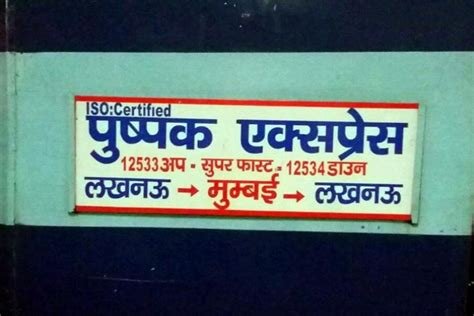 ISO:Certified
पुष्पक एक्सप्रेस
12533 अप - सुपर फास्ट - 12534 डाउन
लखनऊ → मुम्बई → लखनऊ